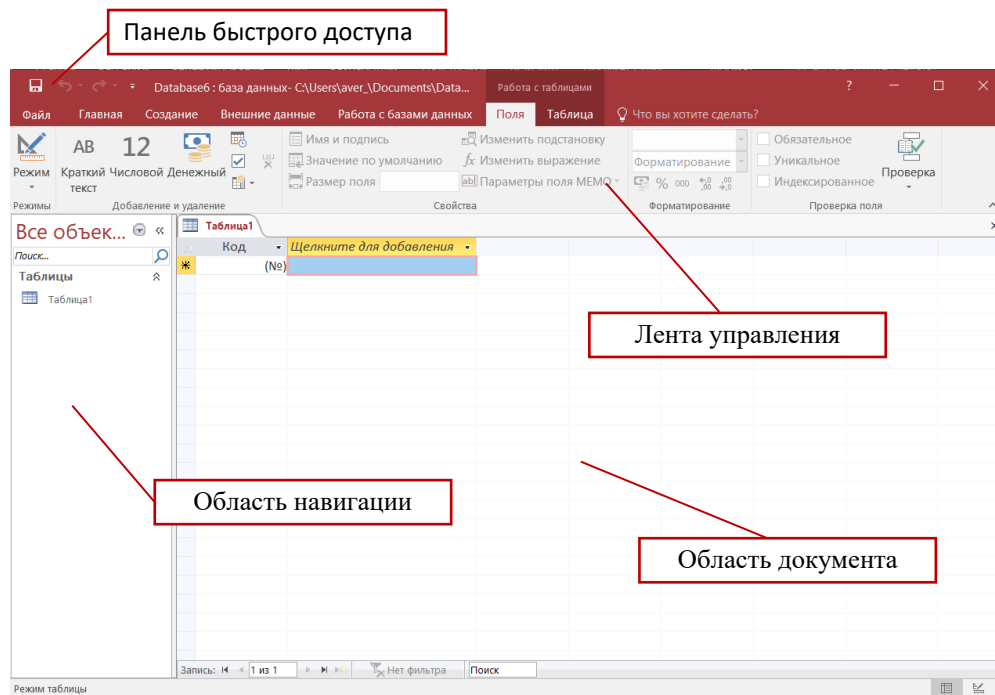 Панель быстрого доступа
Database6 : база данных- C:\Users\aver_\Documents\Data...
Работа с таблицами
?
Файл Главная Создание Внешние данные Работа с базами данных Поля Таблица Что вы хотите сделать?
Режим
AB
Краткий текст
12
Числовой
Денежный
Имя и подпись
Значение по умолчанию
Размер поля
Изменить подстановку
fx Изменить выражение
ab Параметры поля МЕМО
Форматирование
% 000
Обязательное
Уникальное
Индексированное
Проверка
Режимы Добавление и удаление Свойства Форматирование Проверка поля
Все объек... «
Поиск...
Таблицы
Таблица1
Таблица1
Код Щелкните для добавления
(№)
Лента управления
Область навигации
Область документа
Запись: 1 из 1 Нет фильтра Поиск
Режим таблицы